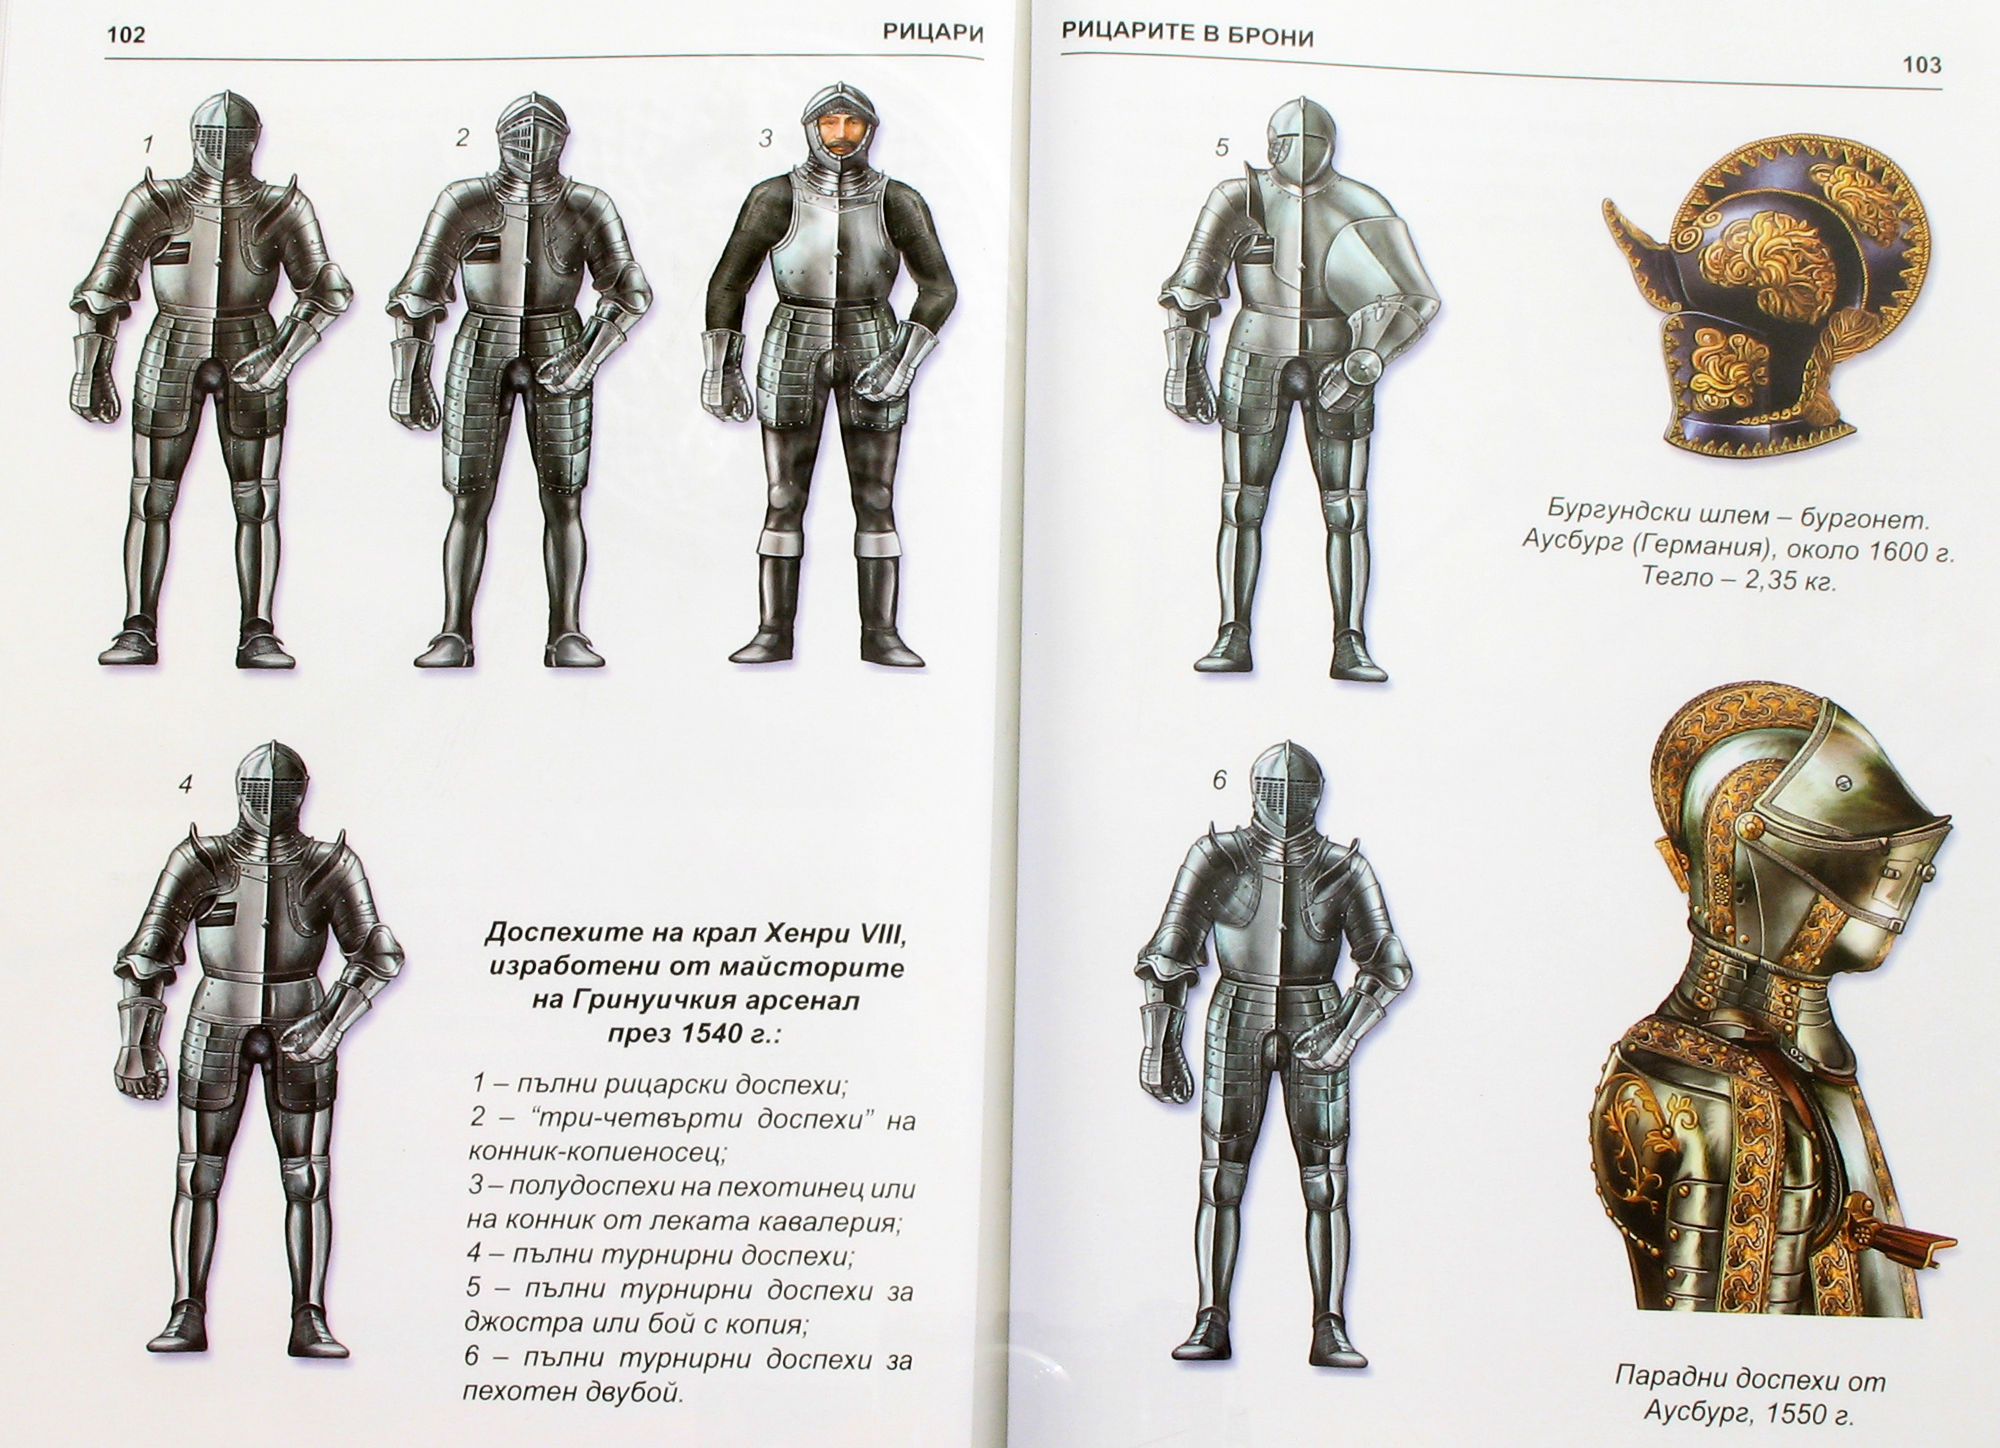 102
РИЦАРИ
1
2
3
4
Доспехите на крал Хенри VIII,
изработени от майсторите
на Гринуичкия арсенал
през 1540 г.:
1 – пълни рицарски доспехи;
2 – “три-четвърти доспехи” на
конник-копиеносец;
3 – полудоспехи на пехотинец или
на конник от леката кавалерия;
4 – пълни турнирни доспехи;
5 – пълни турнирни доспехи за
джостра или бой с копия;
6 – пълни турнирни доспехи за
пехотен двубой.
РИЦАРИТЕ В БРОНИ
103
5
Бургундски шлем – бургонет.
Аусбург (Германия), около 1600 г.
Тегло – 2,35 кг.
6
Парадни доспехи от
Аусбург, 1550 г.